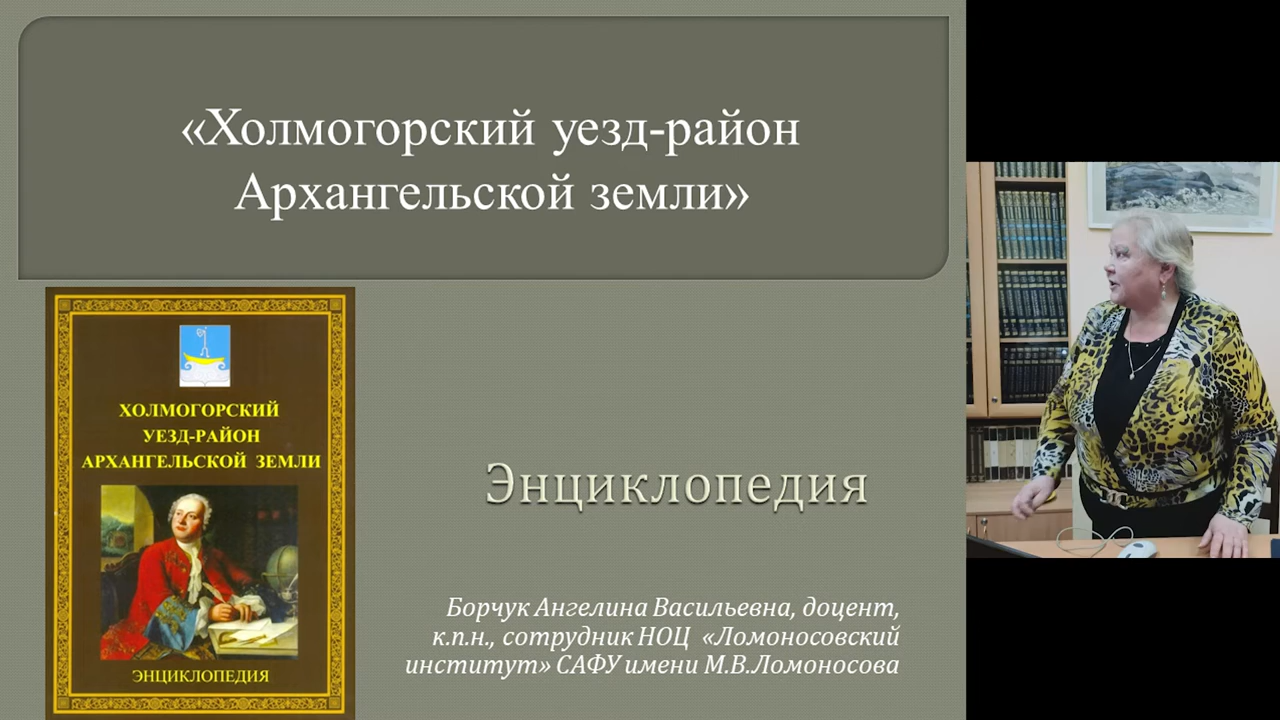 «Холмогорский уезд-район
Архангельской земли»
ХОЛМОГОРСКИЙ
УЕЗД-РАЙОН
АРХАНГЕЛЬСКОЙ ЗЕМЛИ
ЭНЦИКЛОПЕДИЯ
Энциклопедия
Борчук Ангелина Васильевна, доцент,
к.п.н., сотрудник НОЦ «Ломоносовский
институт» САФУ имени М.В.Ломоносова